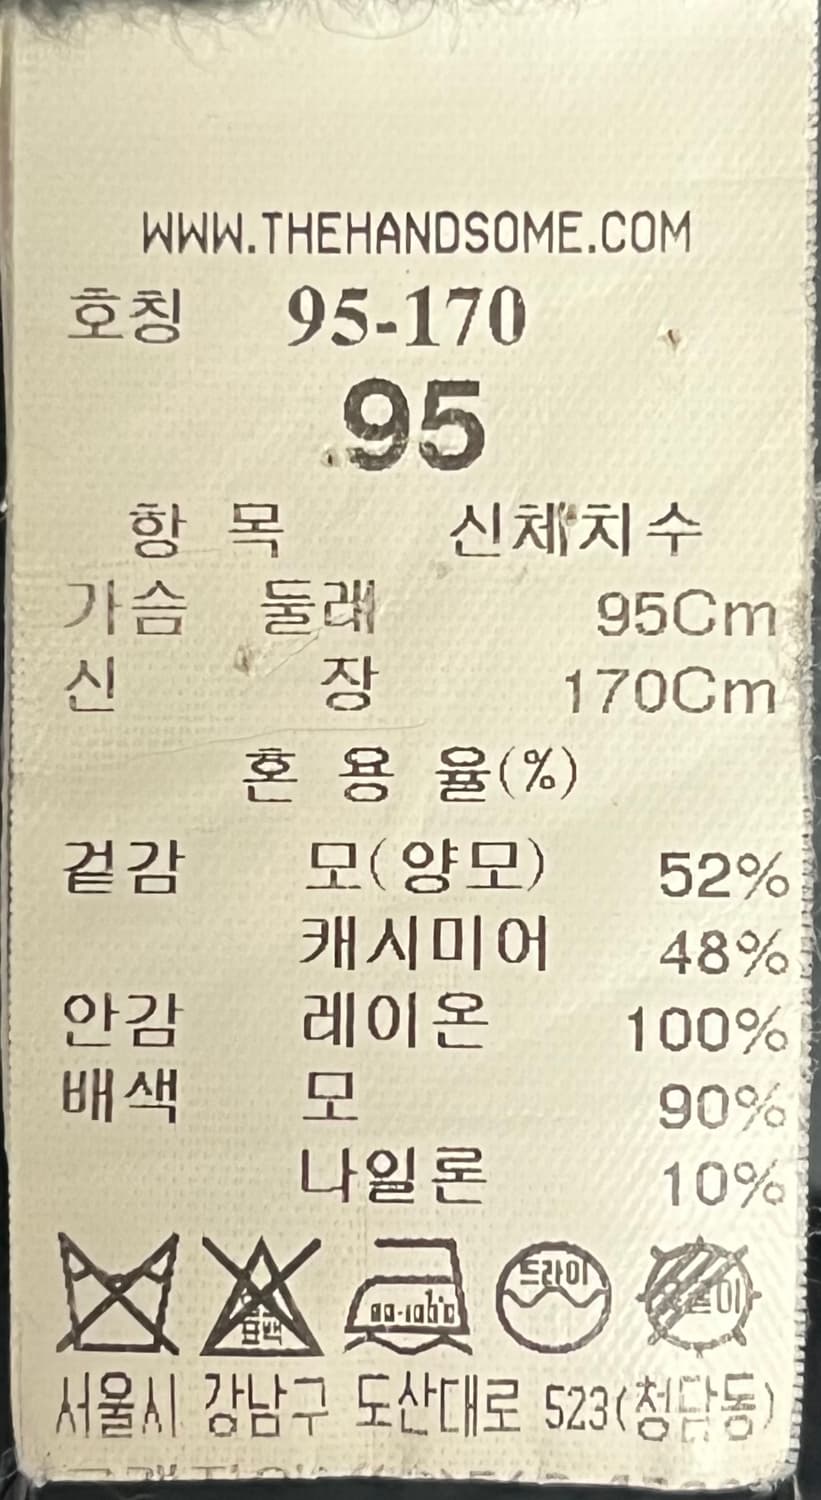 WWW.THEHANDSOME.COM
호칭 95-170
95
항 목 신체치수
가슴 둘래 95Cm
신 장 170Cm
혼 용 율(%)
겉감 모(양모) 52%
캐시미어 48%
안감 레이온 100%
배색 모 90%
나일론 10%
표백 드라이
서울시 강남구 도산대로 523(청담동)